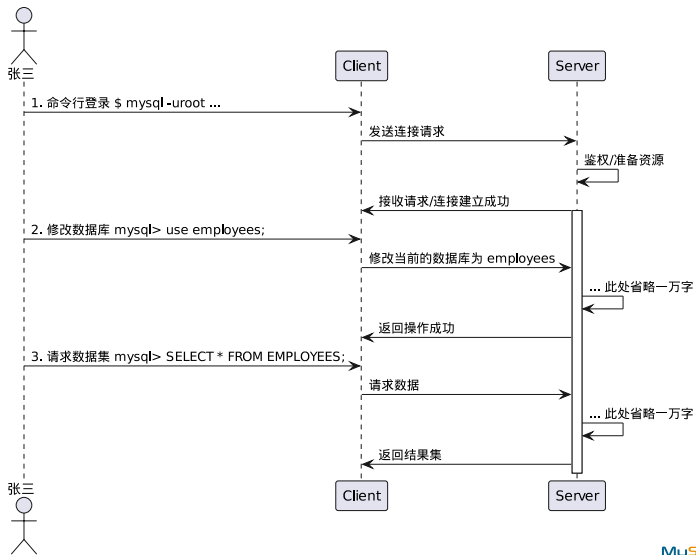 张三
Client
Server
1. 命令行登录 $ mysql -uroot ...
发送连接请求
鉴权/准备资源
接收请求/连接建立成功
2. 修改数据库 mysql> use employees;
修改当前的数据库为 employees
... 此处省略一万字
返回操作成功
3. 请求数据集 mysql> SELECT * FROM EMPLOYEES;
请求数据
... 此处省略一万字
返回结果集
张三
Client
Server
MyS